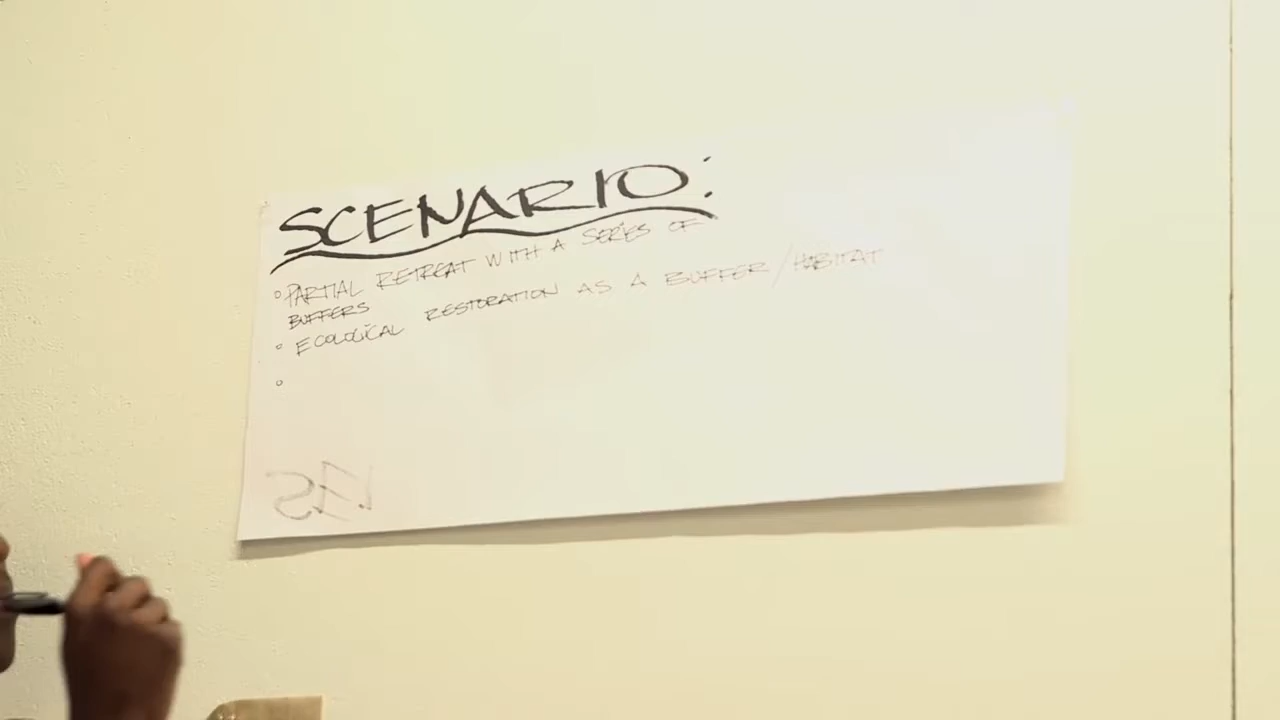 SCENARIO:
◦ PARTIAL RETREAT WITH A SERIES OF
BUFFERS
◦ ECOLOGICAL RESTORATION AS A BUFFER/HABITAT
◦